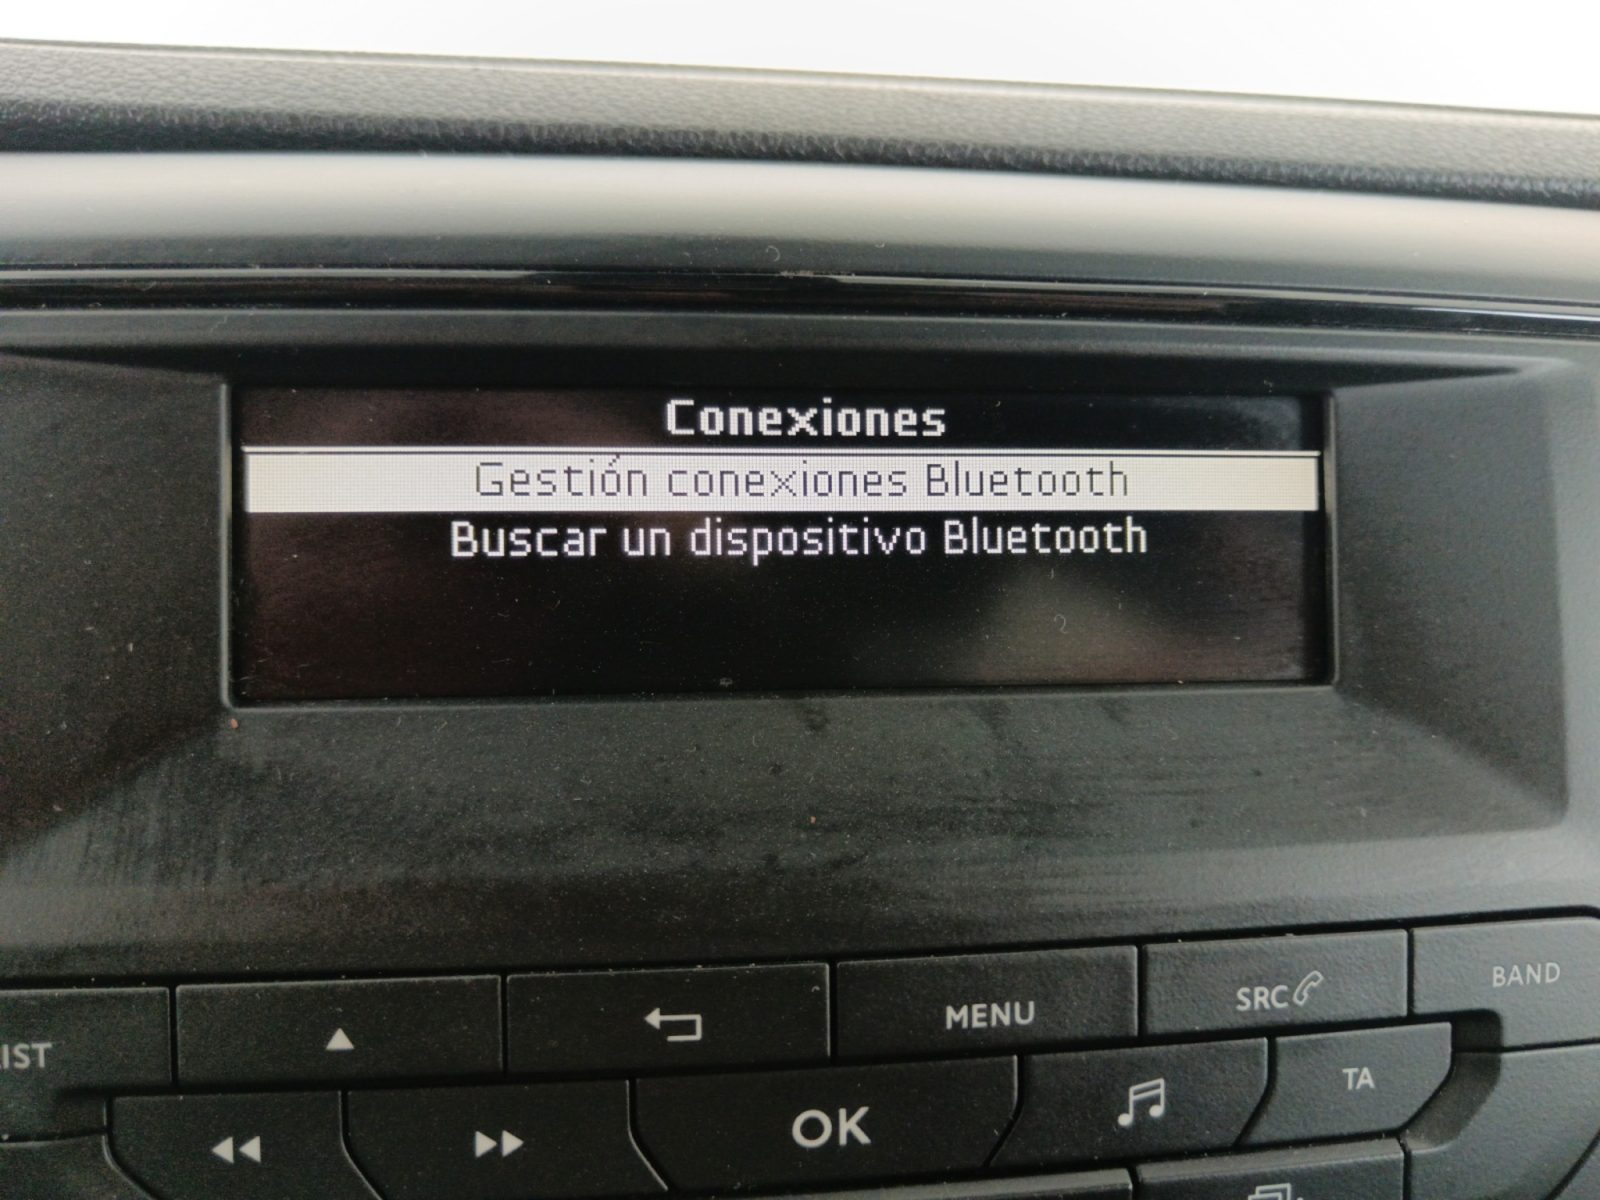 Conexiones
Gestión conexiones Bluetooth
Buscar un dispositivo Bluetooth
MENU
SRC
BAND
OK
TA